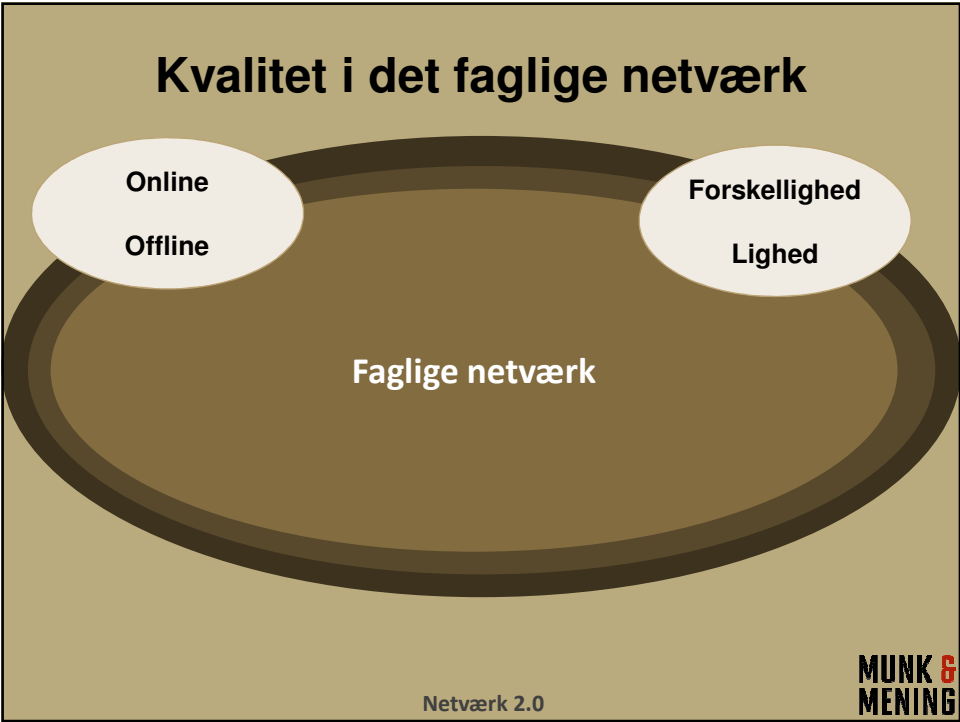 Kvalitet i det faglige netværk
Online
Offline
Forskellighed
Lighed
Faglige netværk
Netværk 2.0
MUNK &
MENING